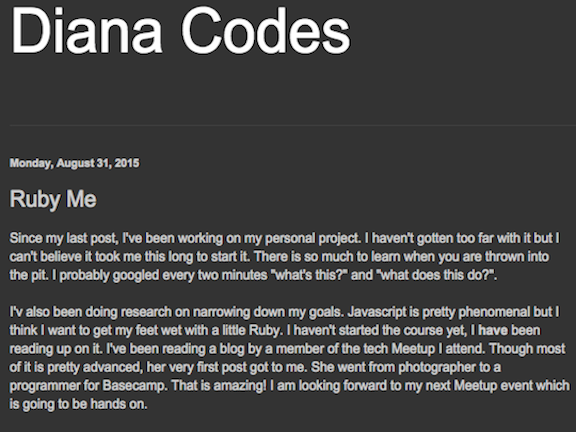 Diana Codes
Monday, August 31, 2015
Ruby Me
Since my last post, I've been working on my personal project. I haven't gotten too far with it but I
can't believe it took me this long to start it. There is so much to learn when you are thrown into
the pit. I probably googled every two minutes "what's this?" and "what does this do?".
I'v also been doing research on narrowing down my goals. Javascript is pretty phenomenal but I
think I want to get my feet wet with a little Ruby. I haven't started the course yet, I have been
reading up on it. I've been reading a blog by a member of the tech Meetup I attend. Though most
of it is pretty advanced, her very first post got to me. She went from photographer to a
programmer for Basecamp. That is amazing! I am looking forward to my next Meetup event which
is going to be hands on.